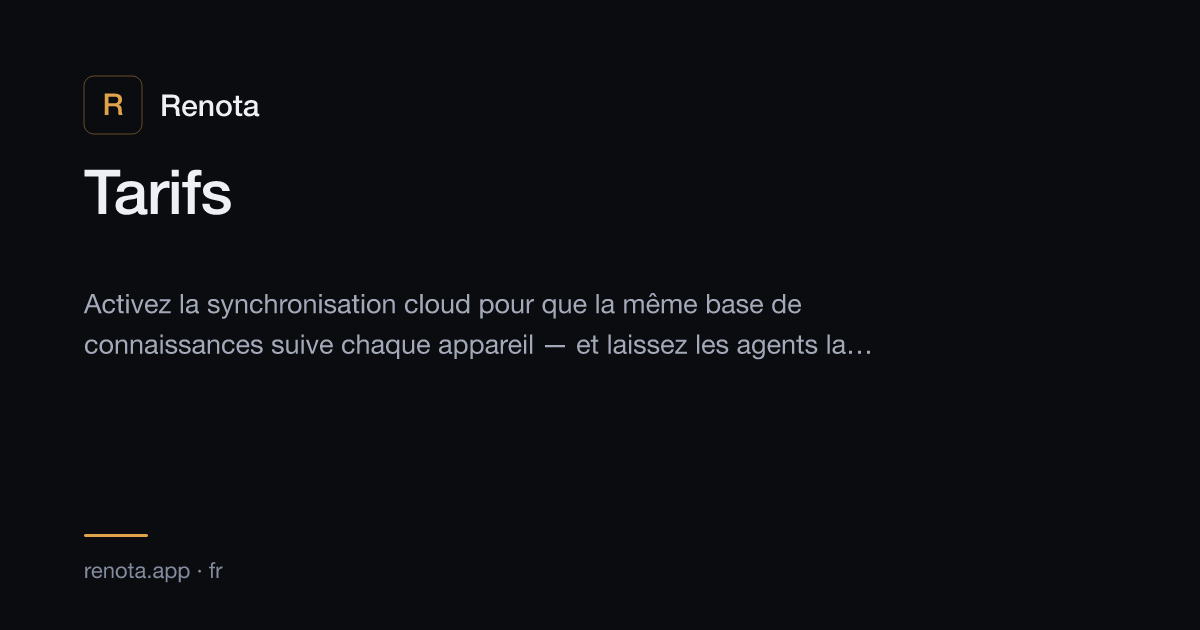 R
Renota
Tarifs
Activez la synchronisation cloud pour que la même base de
connaissances suive chaque appareil — et laissez les agents la…
renota.app · fr